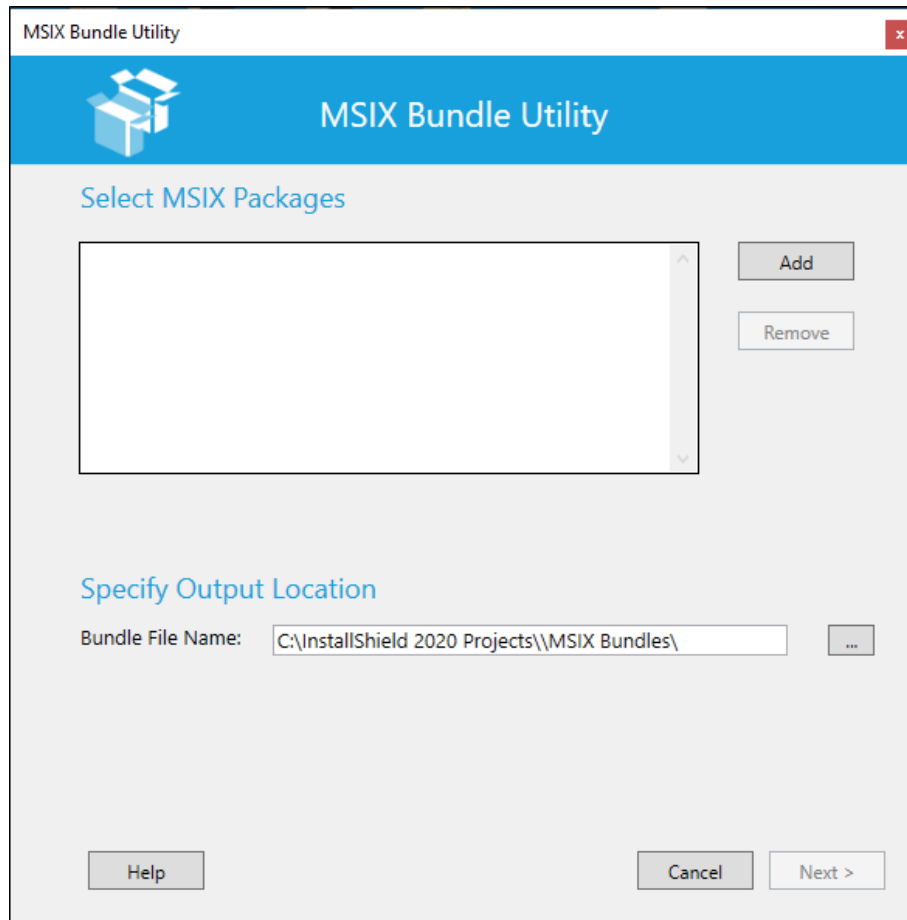 MSIX Bundle Utility
x
MSIX Bundle Utility
Select MSIX Packages
Add
Remove
Specify Output Location
Bundle File Name: C:\InstallShield 2020 Projects\\MSIX Bundles\ ...
Help Cancel Next >